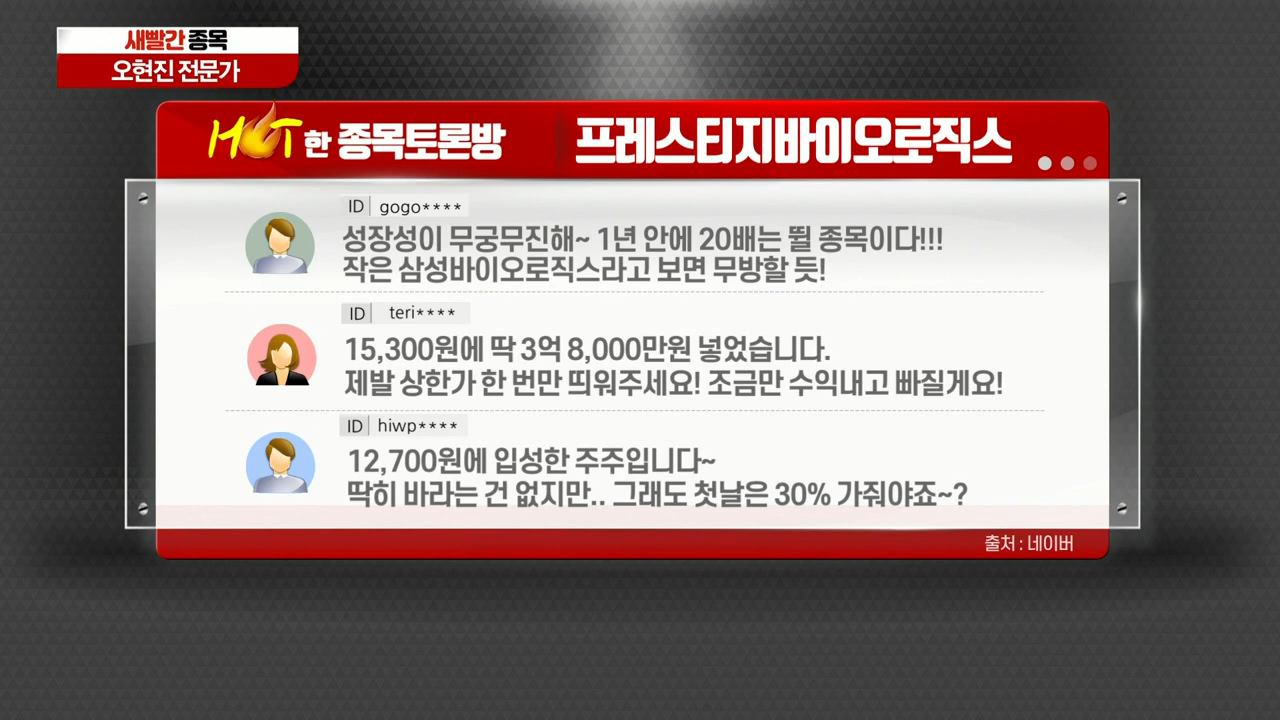 새빨간 종목
오현진 전문가
HOT한 종목토론방
프레스티지바이오로직스
ID gogo****
성장성이 무궁무진해~ 1년 안에 20배는 뛸 종목이다!!!
작은 삼성바이오로직스라고 보면 무방할 듯!
ID teri****
15,300원에 딱 3억 8,000만원 넣었습니다.
제발 상한가 한 번만 띄워주세요! 조금만 수익내고 빠질게요!
ID hiwp****
12,700원에 입성한 주주입니다~
딱히 바라는 건 없지만.. 그래도 첫날은 30% 가줘야죠~?
출처 : 네이버